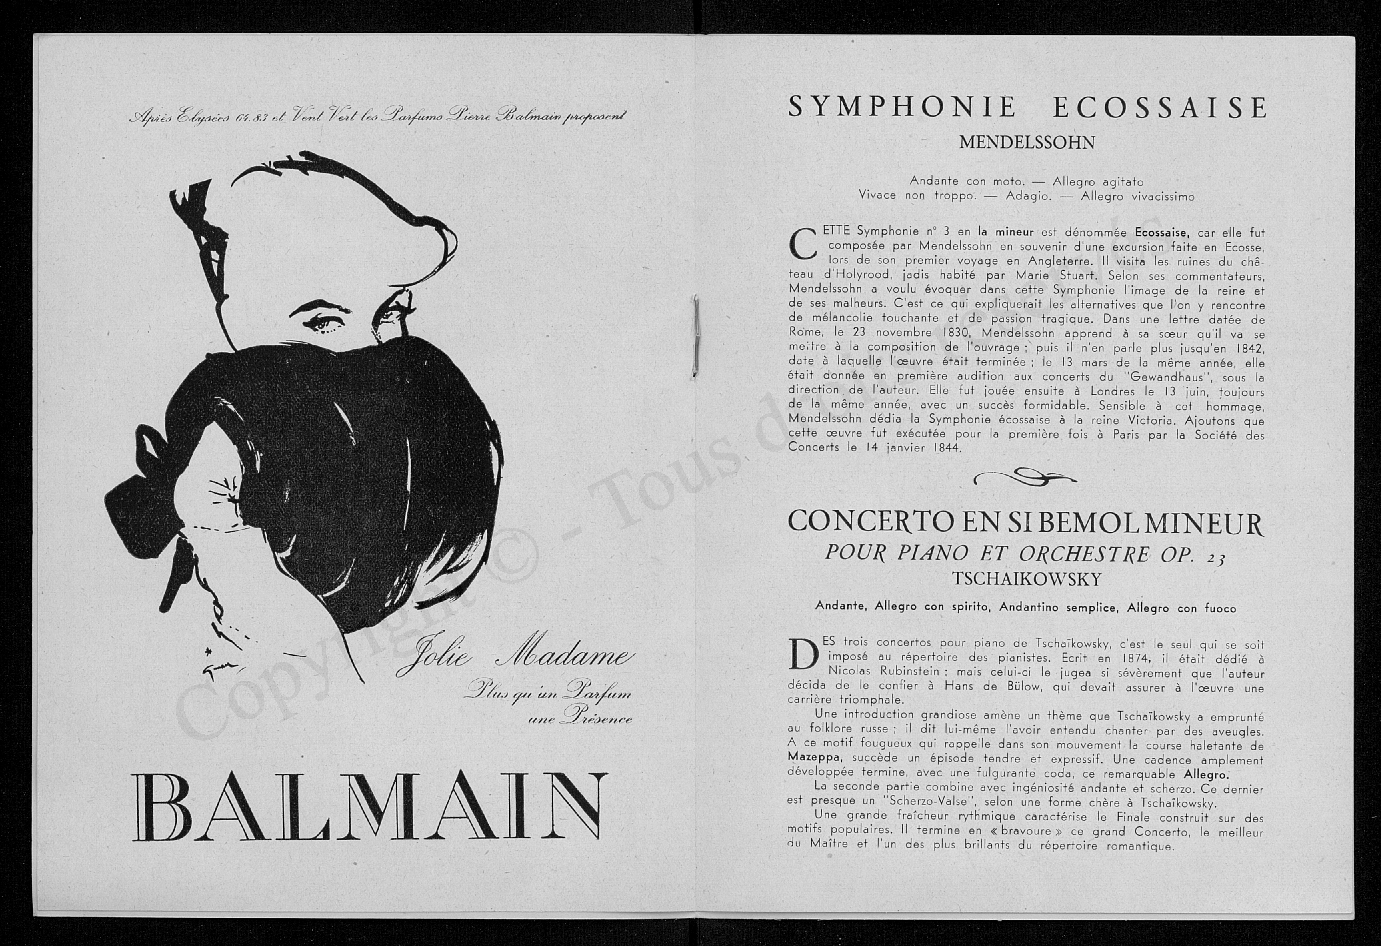 Après Elysées 64.83 et Vent Vert les Parfums Pierre Balmain proposent
Jolie Madame
Plus qu'un Parfum
une Présence
BALMAIN
SYMPHONIE ECOSSAISE
MENDELSSOHN
Andante con moto. — Allegro agitato
Vivace non troppo. — Adagio. — Allegro vivacissimo
CETTE Symphonie n° 3 en la mineur est dénommée Ecossaise, car elle fut
composée par Mendelssohn en souvenir d'une excursion faite en Ecosse,
lors de son premier voyage en Angleterre. Il visita les ruines du châ-
teau d'Holyrood, jadis habité par Marie Stuart. Selon ses commentateurs,
Mendelssohn a voulu évoquer dans cette Symphonie l'image de la reine et
de ses malheurs. C'est ce qui expliquerait les alternatives que l'on y rencontre
de mélancolie touchante et de passion tragique. Dans une lettre datée de
Rome, le 23 novembre 1830, Mendelssohn apprend à sa sœur qu'il va se
mettre à la composition de l'ouvrage ; puis il n'en parle plus jusqu'en 1842,
date à laquelle l'œuvre était terminée ; le 13 mars de la même année, elle
était donnée en première audition aux concerts du "Gewandhaus", sous la
direction de l'auteur. Elle fut jouée ensuite à Londres le 13 juin, toujours
de la même année, avec un succès formidable. Sensible à cet hommage,
Mendelssohn dédia la Symphonie écossaise à la reine Victoria. Ajoutons que
cette œuvre fut exécutée pour la première fois à Paris par la Société des
Concerts le 14 janvier 1844.
CONCERTO EN SI BEMOL MINEUR
POUR PIANO ET ORCHESTRE OP. 23
TSCHAIKOWSKY
Andante, Allegro con spirito, Andantino semplice, Allegro con fuoco
DES trois concertos pour piano de Tschaïkowsky, c'est le seul qui se soit
imposé au répertoire des pianistes. Ecrit en 1874, il était dédié à
Nicolas Rubinstein ; mais celui-ci le jugea si sévèrement que l'auteur
décida de le confier à Hans de Bülow, qui devait assurer à l'œuvre une
carrière triomphale.
Une introduction grandiose amène un thème que Tschaïkowsky a emprunté
au folklore russe ; il dit lui-même l'avoir entendu chanter par des aveugles.
A ce motif fougueux qui rappelle dans son mouvement la course haletante de
Mazeppa, succède un épisode tendre et expressif. Une cadence amplement
développée termine, avec une fulgurante coda, ce remarquable Allegro.
La seconde partie combine avec ingéniosité andante et scherzo. Ce dernier
est presque un "Scherzo-Valse", selon une forme chère à Tschaïkowsky.
Une grande fraîcheur rythmique caractérise le Finale construit sur des
motifs populaires. Il termine en « bravoure » ce grand Concerto, le meilleur
du Maître et l'un des plus brillants du répertoire romantique.
Copyright © - Tous